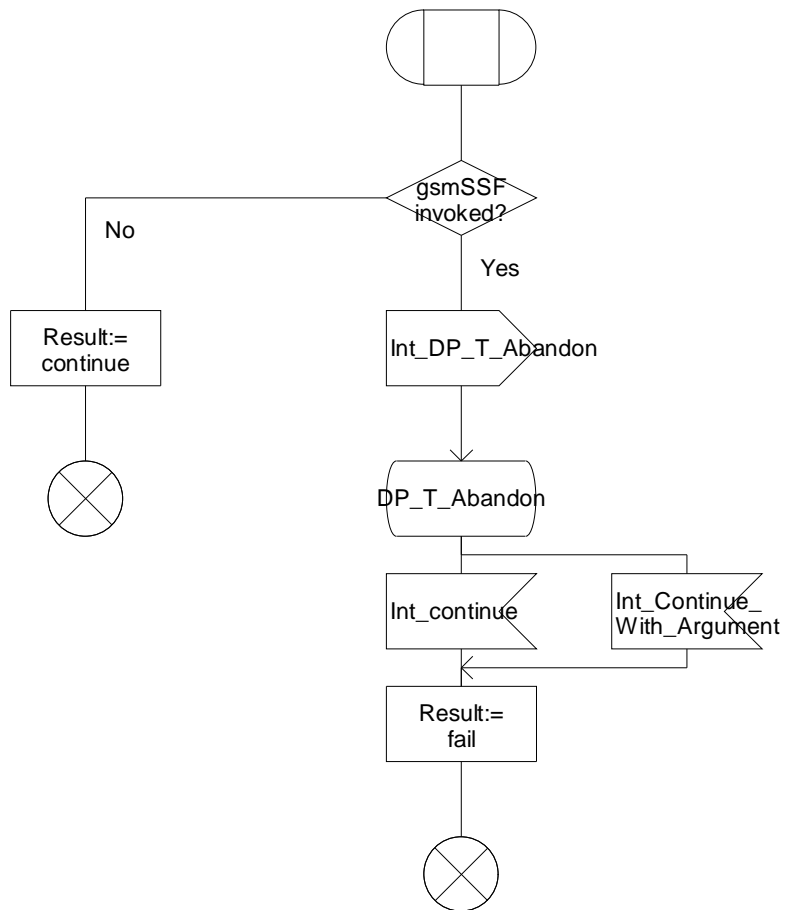 gsmSSF
invoked?
No
Yes
Result:=
continue
Int_DP_T_Abandon
DP_T_Abandon
Int_continue
Int_Continue_
With_Argument
Result:=
fail